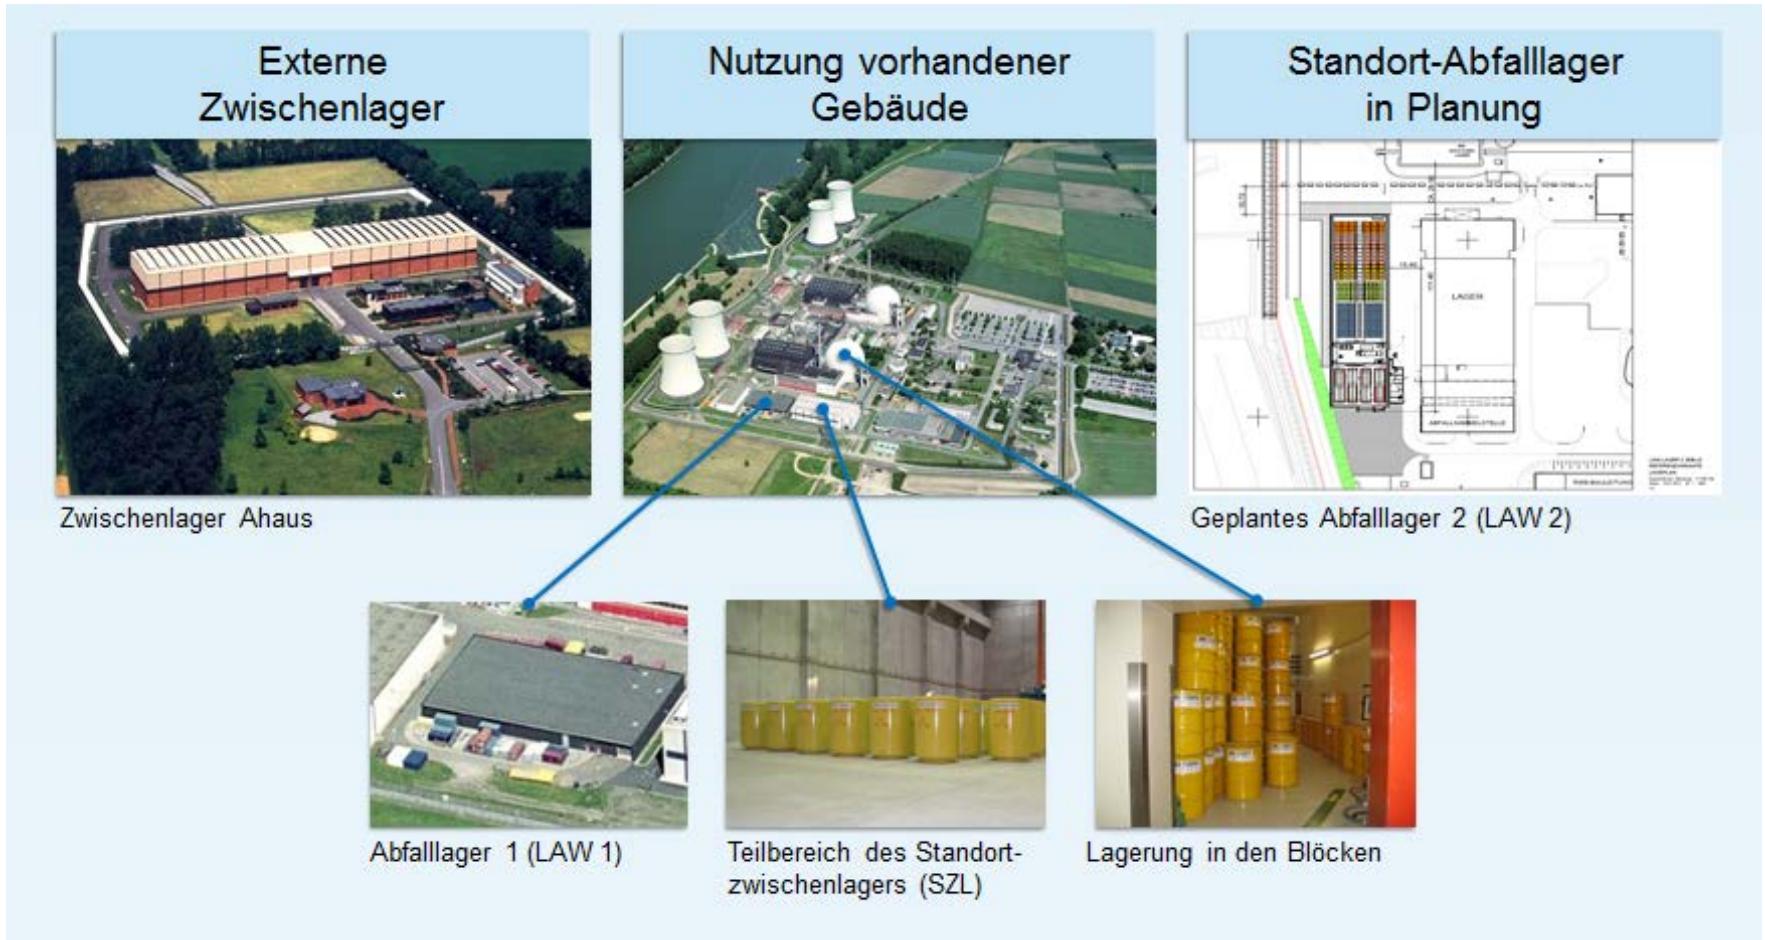 Externe
Zwischenlager
Nutzung vorhandener
Gebäude
Standort-Abfalllager
in Planung
LAGER
Zwischenlager Ahaus
Geplantes Abfalllager 2 (LAW 2)
Abfalllager 1 (LAW 1)
Teilbereich des Standort-
zwischenlagers (SZL)
Lagerung in den Blöcken